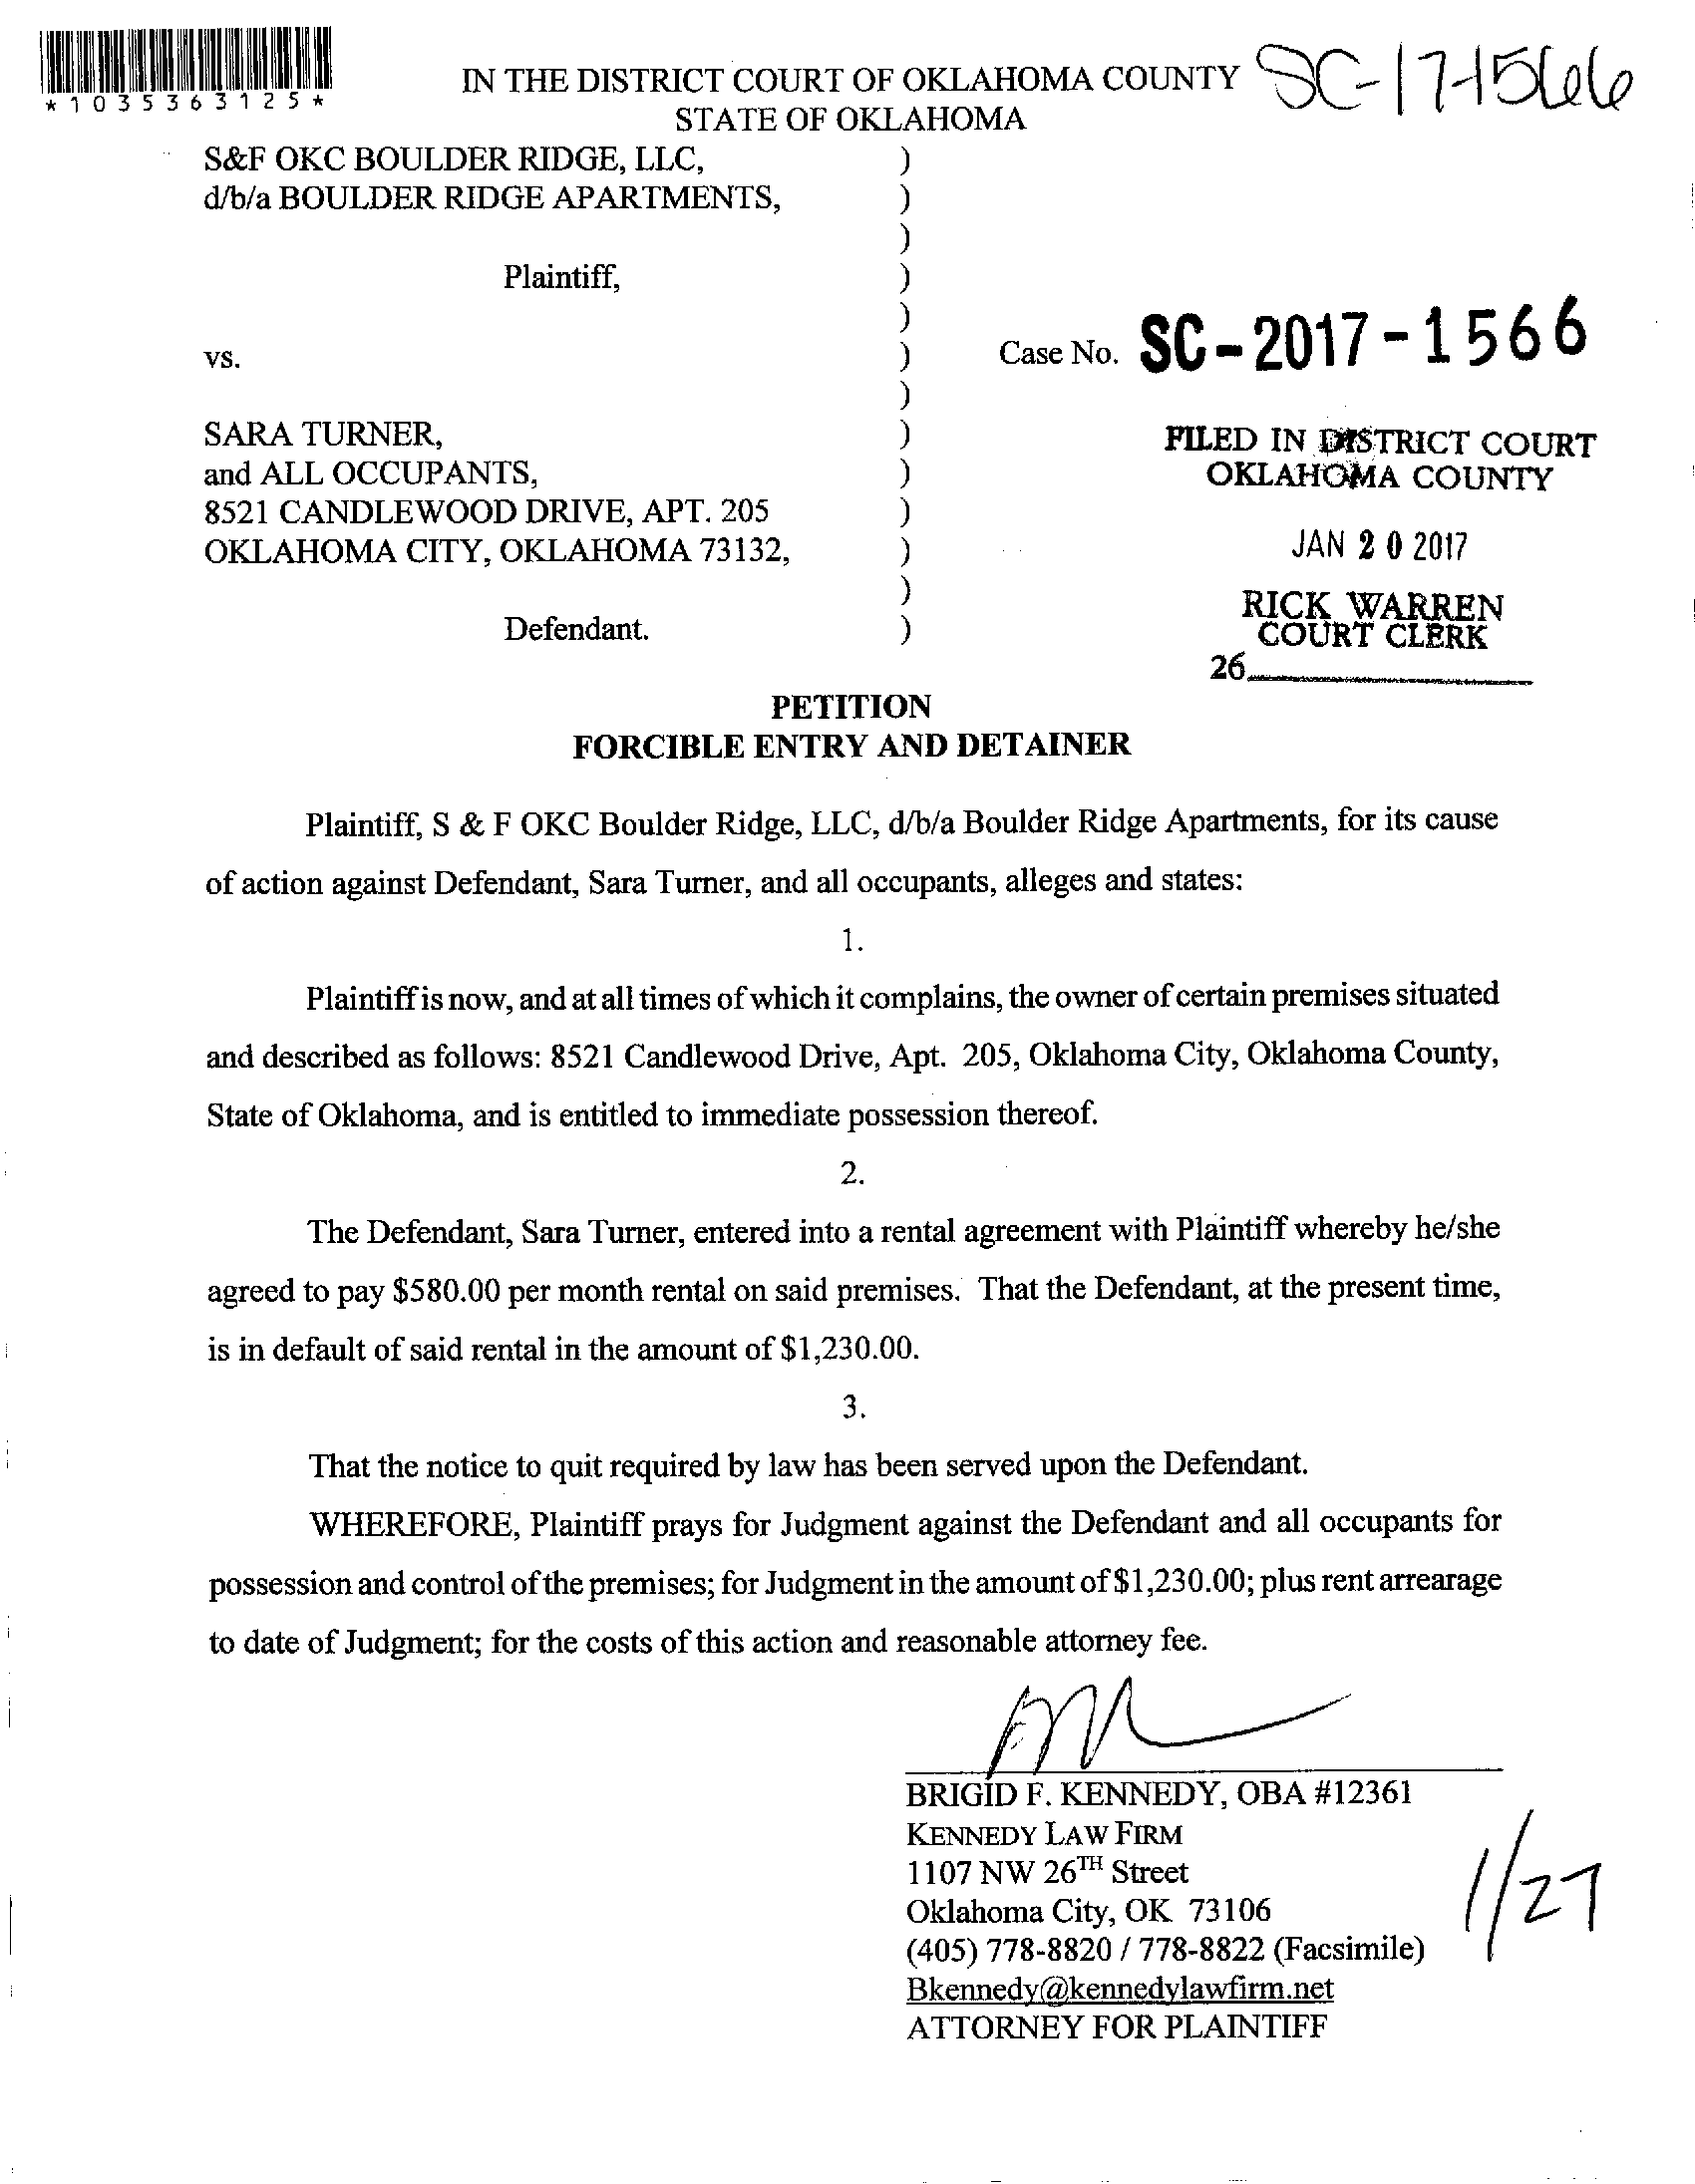 *1035363125*
SC-17-1566
IN THE DISTRICT COURT OF OKLAHOMA COUNTY
STATE OF OKLAHOMA
S&F OKC BOULDER RIDGE, LLC, )
d/b/a BOULDER RIDGE APARTMENTS, )
)
Plaintiff, )
)
vs. ) Case No. SC-2017-1566
)
SARA TURNER, )
and ALL OCCUPANTS, )
8521 CANDLEWOOD DRIVE, APT. 205 )
OKLAHOMA CITY, OKLAHOMA 73132, )
)
Defendant. )
FILED IN DISTRICT COURT
OKLAHOMA COUNTY
JAN 20 2017
RICK WARREN
COURT CLERK
26
PETITION
FORCIBLE ENTRY AND DETAINER
Plaintiff, S & F OKC Boulder Ridge, LLC, d/b/a Boulder Ridge Apartments, for its cause
of action against Defendant, Sara Turner, and all occupants, alleges and states:
1.
Plaintiff is now, and at all times of which it complains, the owner of certain premises situated
and described as follows: 8521 Candlewood Drive, Apt. 205, Oklahoma City, Oklahoma County,
State of Oklahoma, and is entitled to immediate possession thereof.
2.
The Defendant, Sara Turner, entered into a rental agreement with Plaintiff whereby he/she
agreed to pay $580.00 per month rental on said premises. That the Defendant, at the present time,
is in default of said rental in the amount of $1,230.00.
3.
That the notice to quit required by law has been served upon the Defendant.
WHEREFORE, Plaintiff prays for Judgment against the Defendant and all occupants for
possession and control of the premises; for Judgment in the amount of $1,230.00; plus rent arrearage
to date of Judgment; for the costs of this action and reasonable attorney fee.
BRIGID F. KENNEDY, OBA #12361
KENNEDY LAW FIRM
1107 NW 26TH Street
Oklahoma City, OK 73106
(405) 778-8820 / 778-8822 (Facsimile)
Bkennedy@kennedylawfirm.net
ATTORNEY FOR PLAINTIFF
1/27